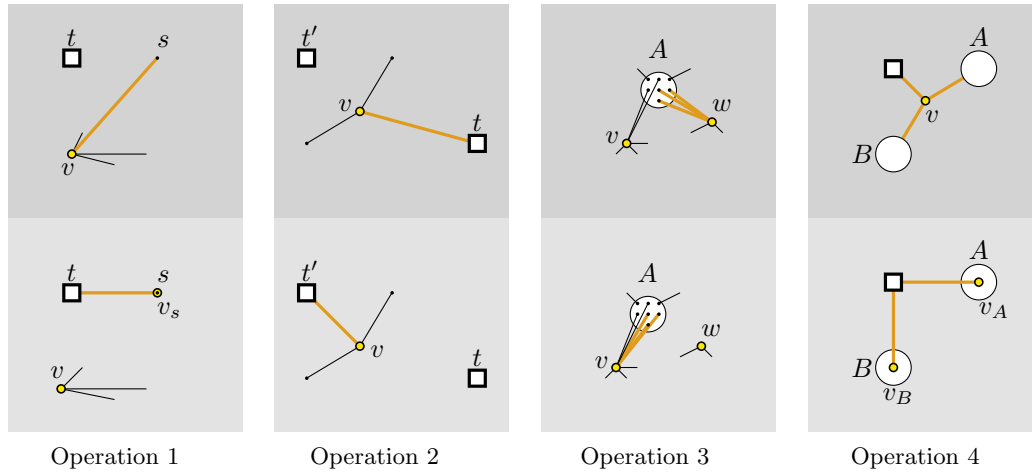 t s
v
t′
v
t
A
w
v
A
v
B
t s
v_s
v
t′
v
t
A
w
v
A
v_A
B
v_B
Operation 1 Operation 2 Operation 3 Operation 4